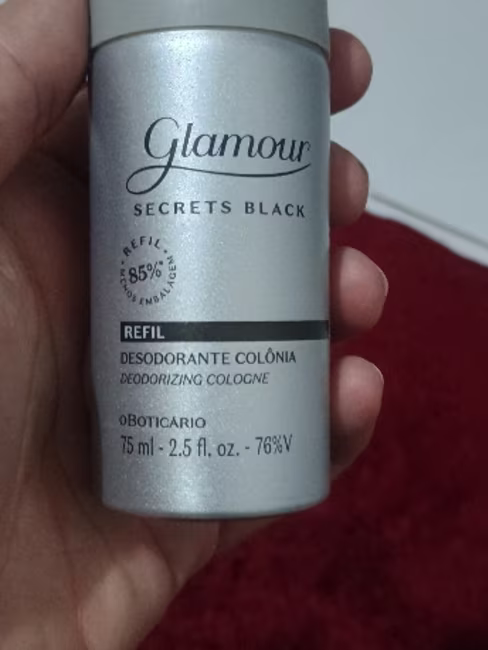 Glamour
SECRETS BLACK
• REFIL •
85%*
MENOS EMBALAGEM
REFIL
DESODORANTE COLÔNIA
DEODORIZING COLOGNE
oBOTICÁRIO
75 ml - 2.5 fl. oz. - 76%V